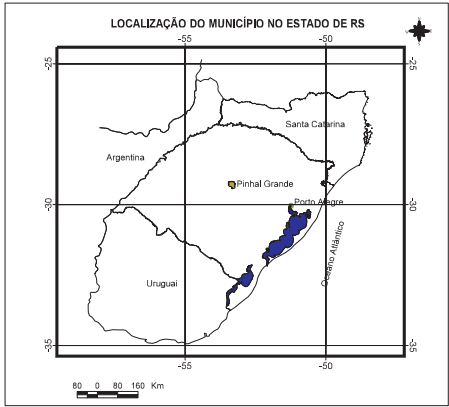 LOCALIZAÇÃO DO MUNICÍPIO NO ESTADO DE RS
-55
-50
-25
-25
Santa Catarina
Argentina
Pinhal Grande
Porto Alegre
-30
-30
Oceano Atlântico
Uruguai
-35
-35
-55
-50
80 0 80 160 Km